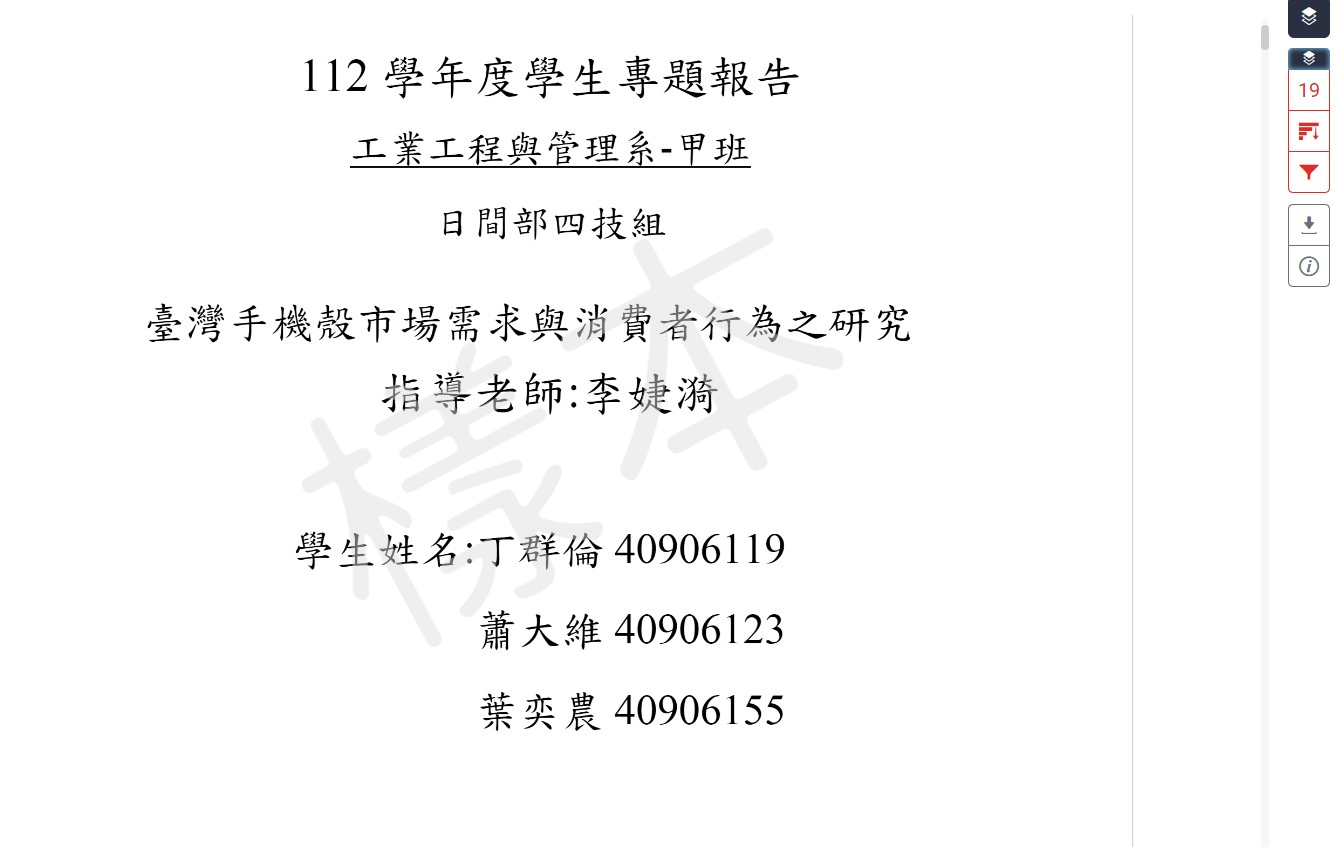 112 學年度學生專題報告
工業工程與管理系-甲班
日間部四技組
臺灣手機殼市場需求與消費者行為之研究
指導老師:李婕漪
學生姓名:丁群倫 40906119
蕭大維 40906123
葉奕農 40906155
樣本
19